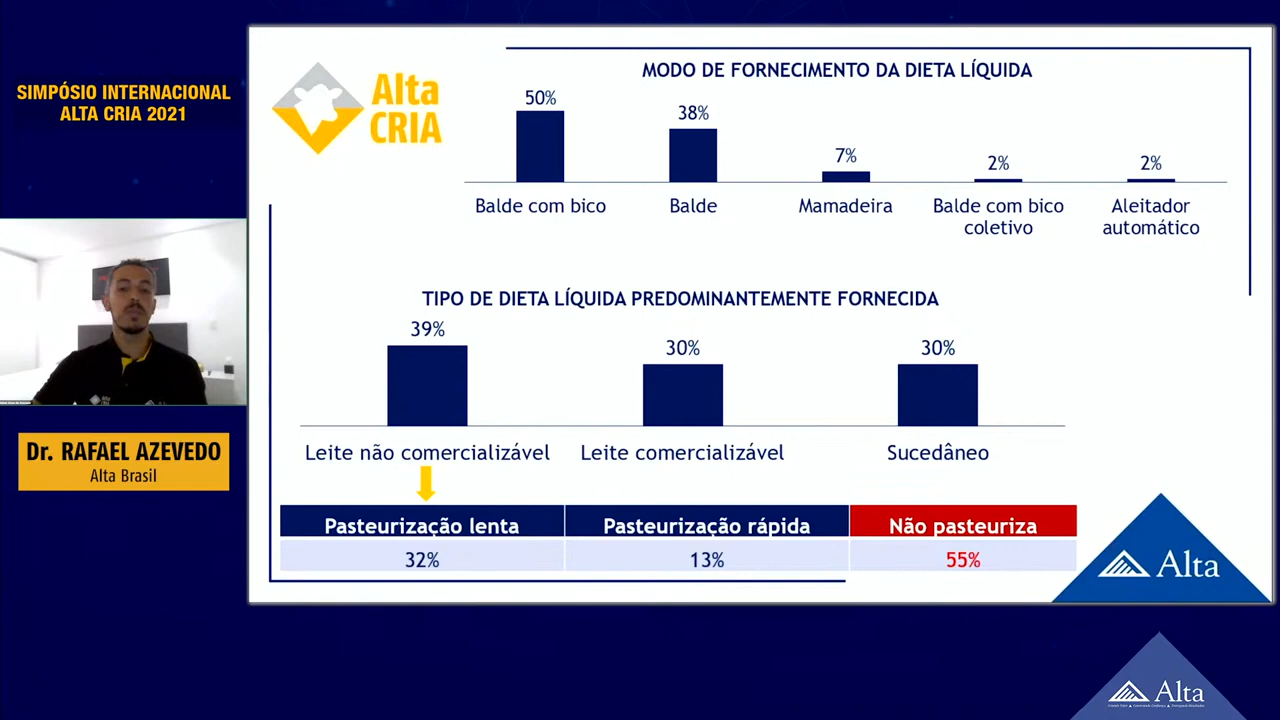 SIMPÓSIO INTERNACIONAL
ALTA CRIA 2021
Dr. RAFAEL AZEVEDO
Alta Brasil
Alta
CRIA
MODO DE FORNECIMENTO DA DIETA LÍQUIDA
50%
38%
7%
2%
2%
Balde com bico
Balde
Mamadeira
Balde com bico
coletivo
Aleitador
automático
TIPO DE DIETA LÍQUIDA PREDOMINANTEMENTE FORNECIDA
39%
30%
30%
Leite não comercializável
Leite comercializável
Sucedâneo
Pasteurização lenta
Pasteurização rápida
Não pasteuriza
32%
13%
55%
Alta
Alta